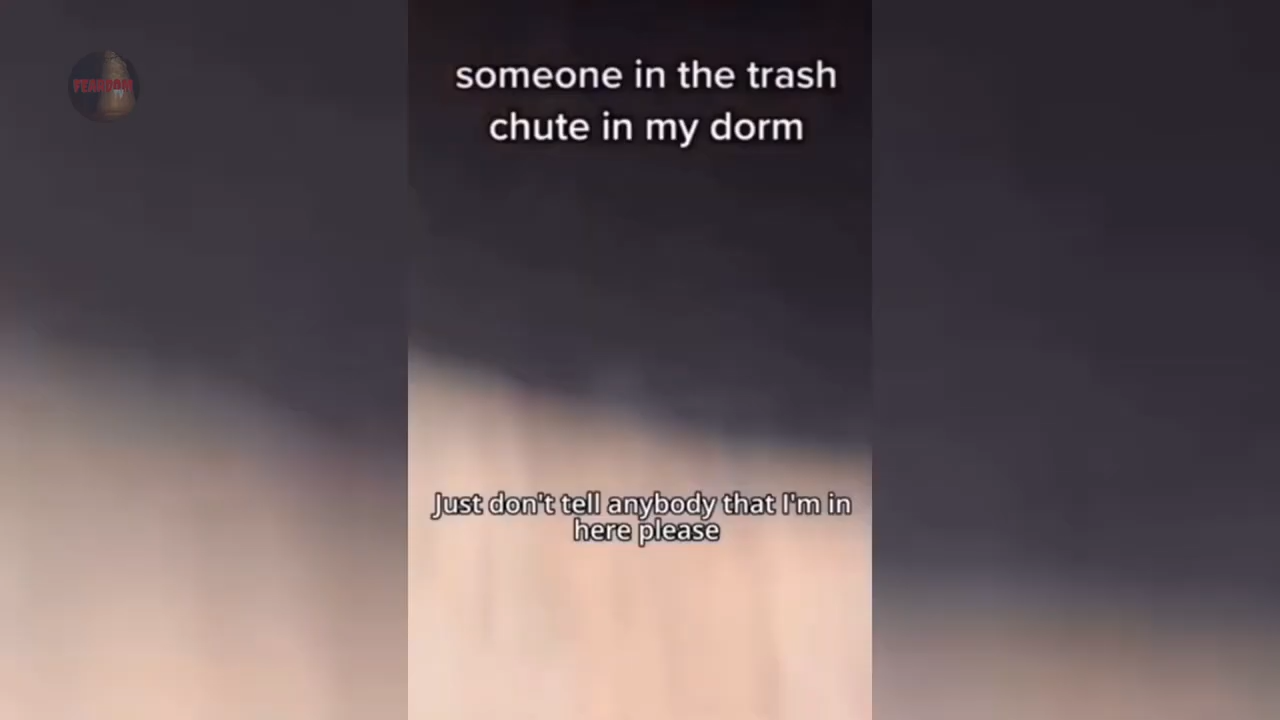 someone in the trash
chute in my dorm
Just don't tell anybody that I'm in
here please